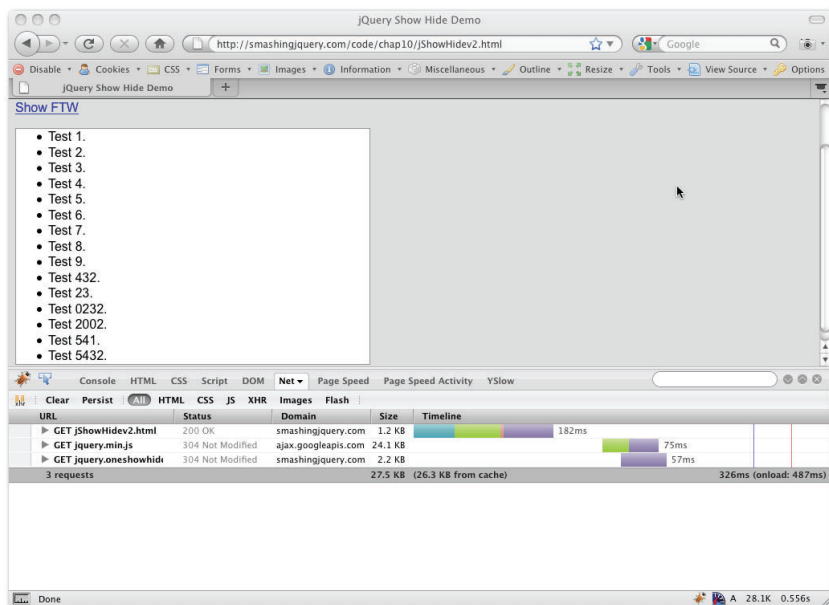 jQuery Show Hide Demo
http://smashingjquery.com/code/chap10/jShowHidev2.html
Google
Disable Cookies CSS Forms Images Information Miscellaneous Outline Resize Tools View Source Options
jQuery Show Hide Demo
Show FTW
• Test 1.
• Test 2.
• Test 3.
• Test 4.
• Test 5.
• Test 6.
• Test 7.
• Test 8.
• Test 9.
• Test 432.
• Test 23.
• Test 0232.
• Test 2002.
• Test 541.
• Test 5432.
Console HTML CSS Script DOM Net Page Speed Page Speed Activity YSlow
Clear Persist All HTML CSS JS XHR Images Flash
URL Status Domain Size Timeline
GET jShowHidev2.html 200 OK smashingjquery.com 1.2 KB 182ms
GET jquery.min.js 304 Not Modified ajax.googleapis.com 24.1 KB 75ms
GET jquery.oneshowhid 304 Not Modified smashingjquery.com 2.2 KB 57ms
3 requests 27.5 KB (26.3 KB from cache) 326ms (onload: 487ms)
Done A 28.1K 0.556s